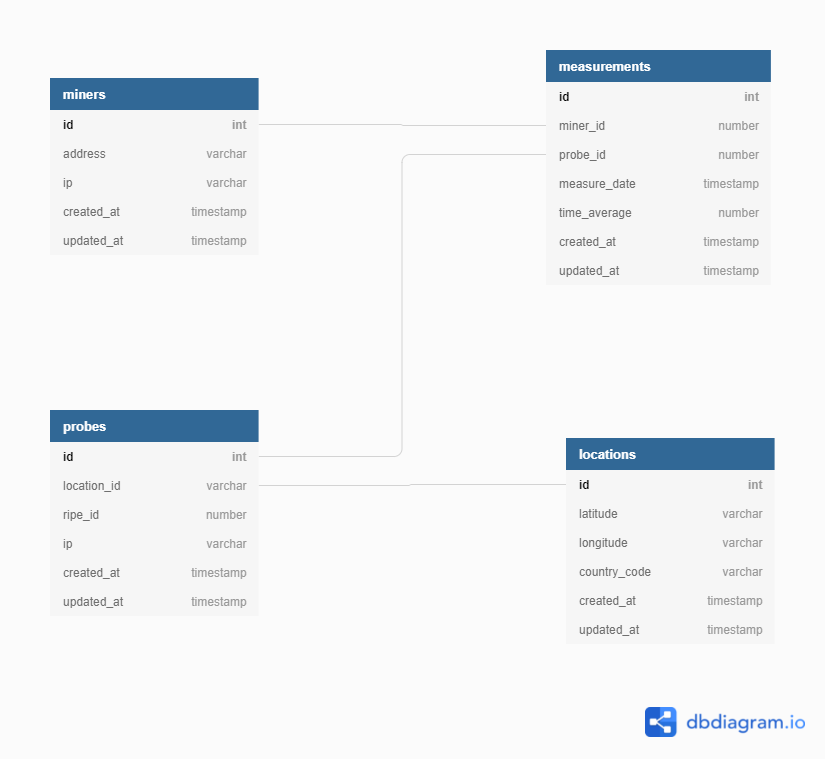 miners
id int
address varchar
ip varchar
created_at timestamp
updated_at timestamp
measurements
id int
miner_id number
probe_id number
measure_date timestamp
time_average number
created_at timestamp
updated_at timestamp
probes
id int
location_id varchar
ripe_id number
ip varchar
created_at timestamp
updated_at timestamp
locations
id int
latitude varchar
longitude varchar
country_code varchar
created_at timestamp
updated_at timestamp
dbdiagram.io